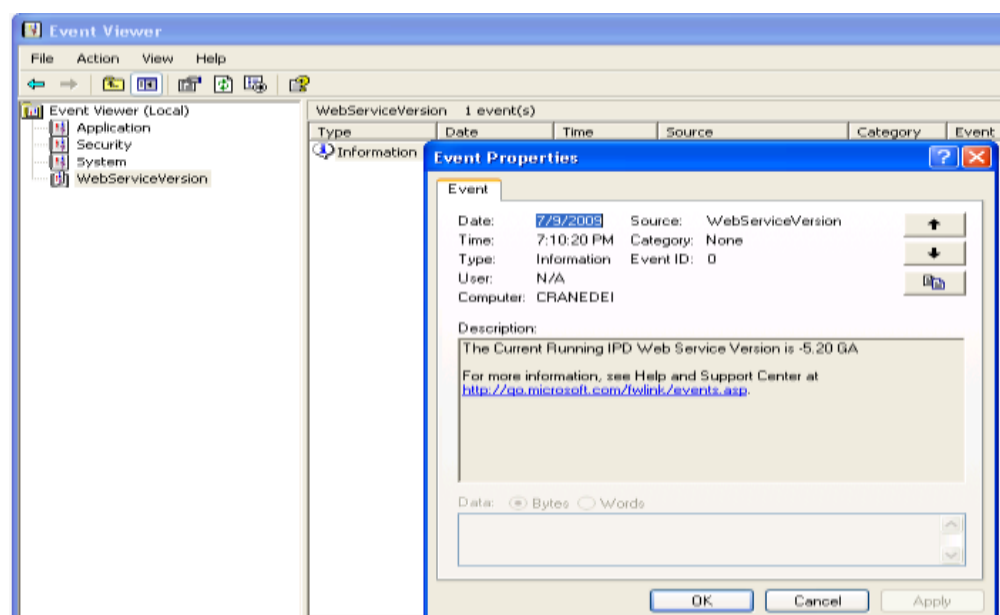 Event Viewer
File Action View Help
Event Viewer (Local)
Application
Security
System
WebServiceVersion
WebServiceVersion 1 event(s)
Type Date Time Source Category Event
Information
Event Properties
Event
Date: 7/9/2009 Source: WebServiceVersion
Time: 7:10:20 PM Category: None
Type: Information Event ID: 0
User: N/A
Computer: CRANEDEI
Description:
The Current Running IPD Web Service Version is -5.20 GA
For more information, see Help and Support Center at
http://go.microsoft.com/fwlink/events.asp.
Data: Bytes Words
OK Cancel Apply